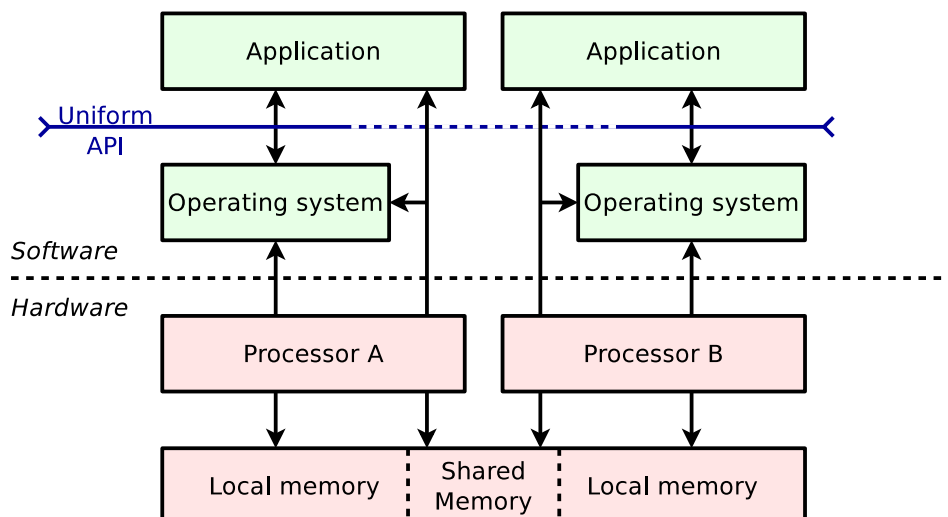 Application
Application
Uniform
API
Operating system
Operating system
Software
Hardware
Processor A
Processor B
Local memory
Shared
Memory
Local memory